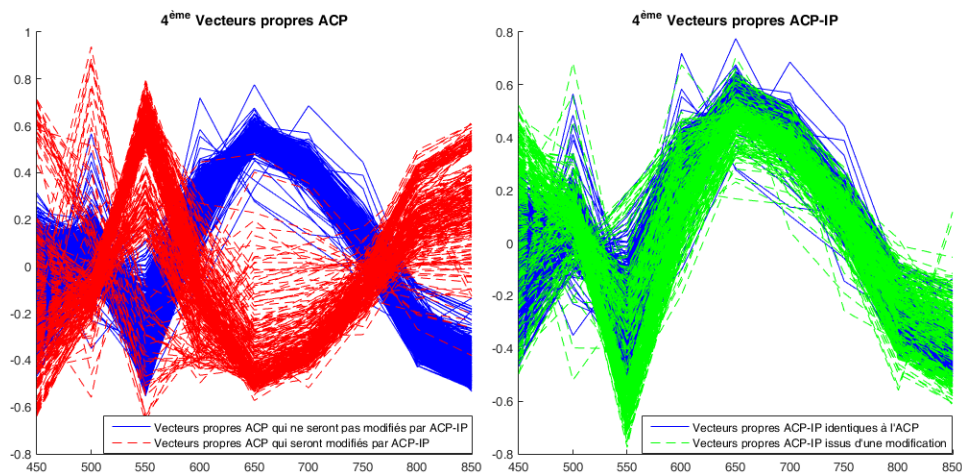 4ème Vecteurs propres ACP
1
0.8
0.6
0.4
0.2
0
-0.2
-0.4
-0.6
-0.8
450 500 550 600 650 700 750 800 850
Vecteurs propres ACP qui ne seront pas modifiés par ACP-IP
Vecteurs propres ACP qui seront modifiés par ACP-IP
4ème Vecteurs propres ACP-IP
0.8
0.6
0.4
0.2
0
-0.2
-0.4
-0.6
-0.8
450 500 550 600 650 700 750 800 850
Vecteurs propres ACP-IP identiques à l'ACP
Vecteurs propres ACP-IP issus d'une modification